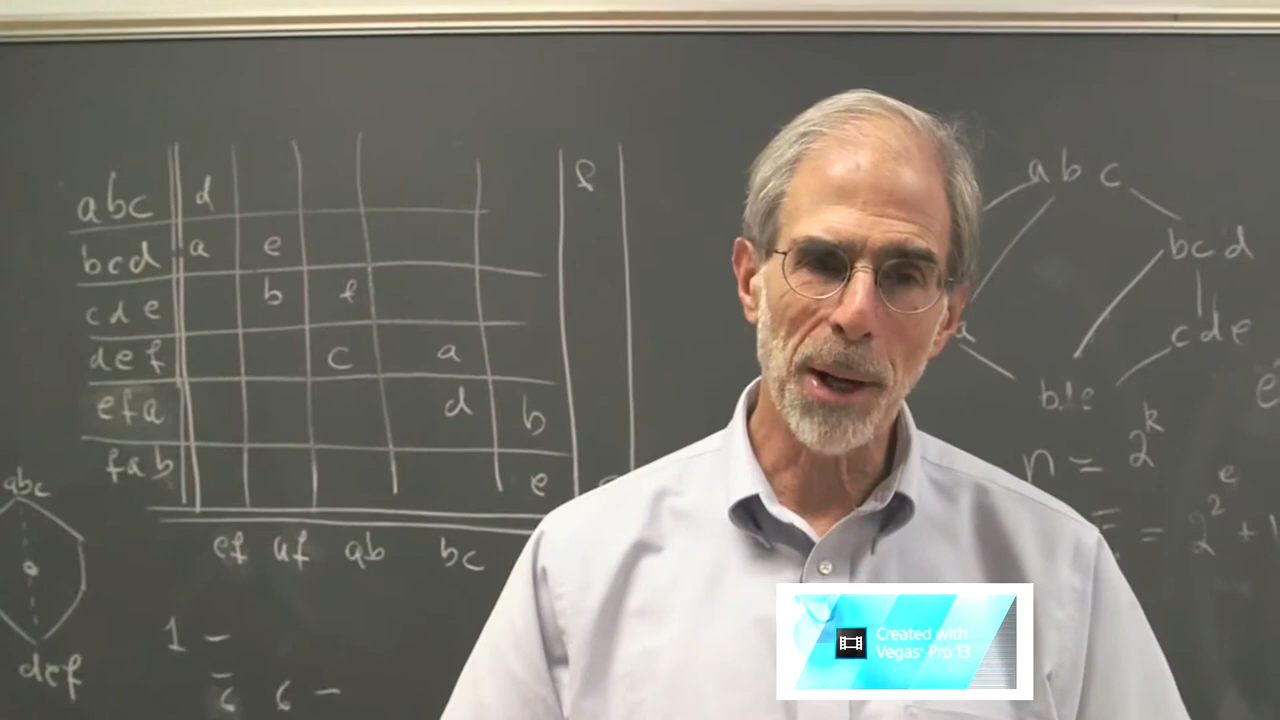 abc d f
bcd a e
cde b f
def c a
efa d b
fab e
ef af ab bc
1 -
6 6 -
abc
def
abc
bcd
cde
a
n = 2^k
= 2^2^e + 1
Created with
Vegas Pro 13